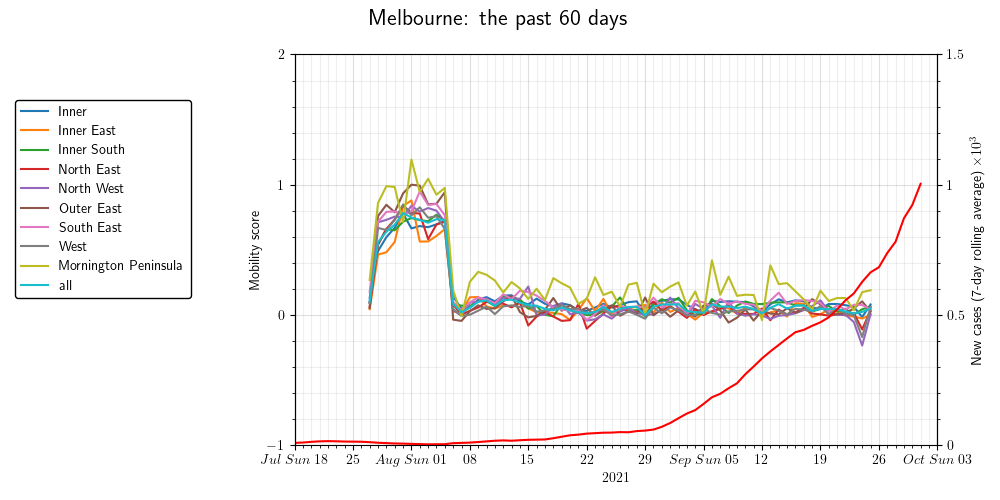 Melbourne: the past 60 days
Inner
Inner East
Inner South
North East
North West
Outer East
South East
West
Mornington Peninsula
all
Mobility score
2
1
0
−1
1.5
1
0.5
0
New cases (7-day rolling average) ×10³
Jul Sun 18 25 Aug Sun 01 08 15 22 29 Sep Sun 05 12 19 26 Oct Sun 03
2021